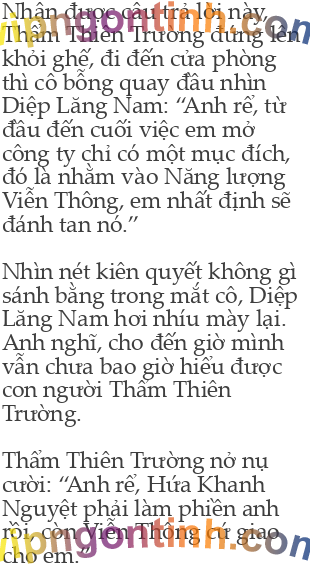 Nhận được câu trả lời này,
Thẩm Thiên Trường đứng lên
khỏi ghế, đi đến cửa phòng
thì cô bỗng quay đầu nhìn
Diệp Lăng Nam: “Anh rể, từ
đầu đến cuối việc em mở
công ty chỉ có một mục đích,
đó là nhằm vào Năng lượng
Viễn Thông, em nhất định sẽ
đánh tan nó.”
Nhìn nét kiên quyết không gì
sánh bằng trong mắt cô, Diệp
Lăng Nam hơi nhíu mày lại.
Anh nghĩ, cho đến giờ mình
vẫn chưa bao giờ hiểu được
con người Thẩm Thiên
Trường.
Thẩm Thiên Trường nở nụ
cười: “Anh rể, Hứa Khanh
Nguyệt phải làm phiền anh
rồi, còn Viễn Thông cứ giao
cho em.”
vipngontinh.com
vipngontinh.com